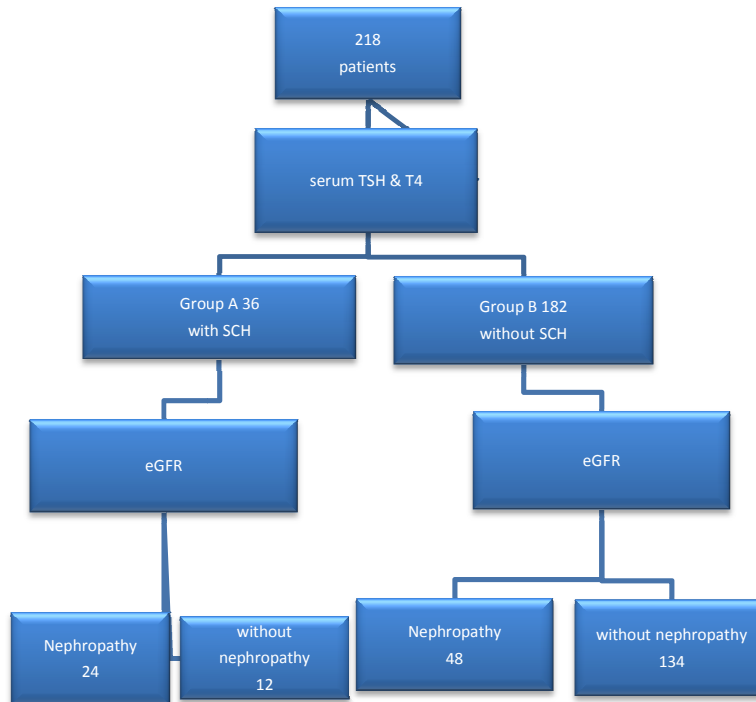 218
patients
serum TSH & T4
Group A 36
with SCH
Group B 182
without SCH
eGFR
eGFR
Nephropathy
24
without
nephropathy
12
Nephropathy
48
without nephropathy
134